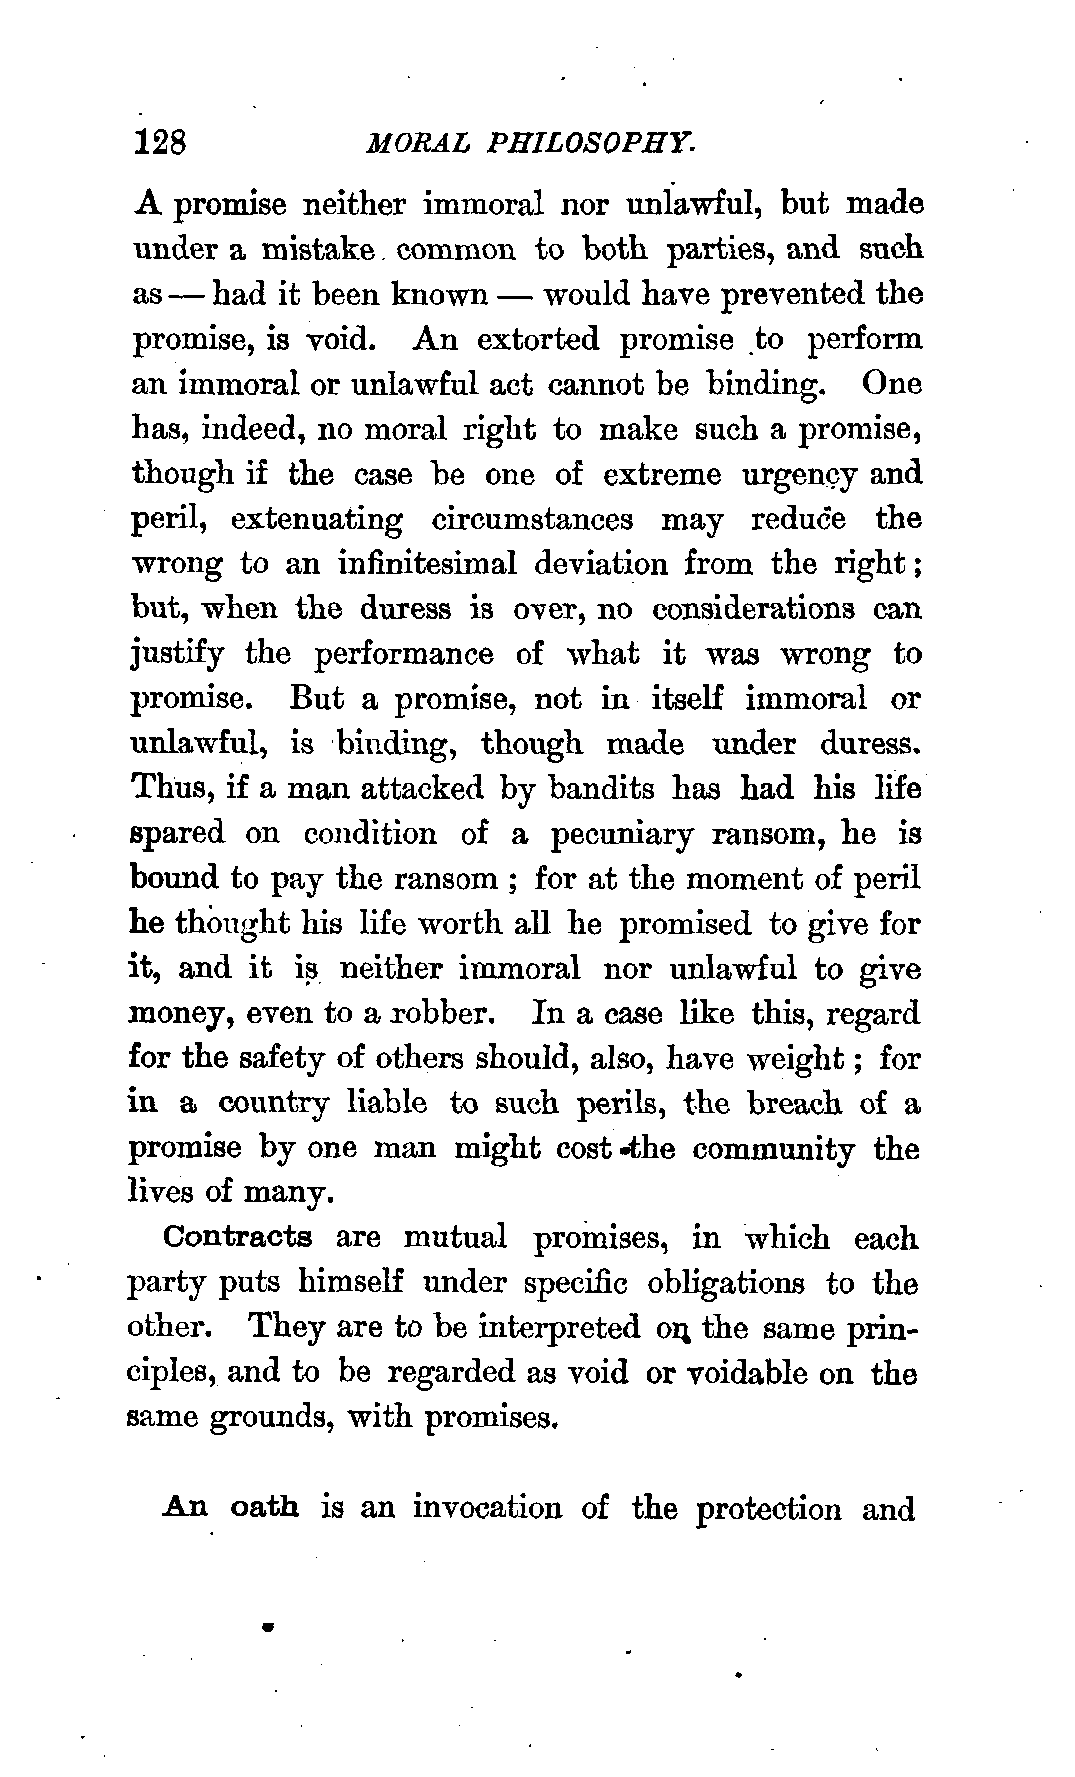 128 MORAL PHILOSOPHY.
A promise neither immoral nor unlawful, but made
under a mistake common to both parties, and such
as — had it been known — would have prevented the
promise, is void. An extorted promise to perform
an immoral or unlawful act cannot be binding. One
has, indeed, no moral right to make such a promise,
though if the case be one of extreme urgency and
peril, extenuating circumstances may reduce the
wrong to an infinitesimal deviation from the right ;
but, when the duress is over, no considerations can
justify the performance of what it was wrong to
promise. But a promise, not in itself immoral or
unlawful, is binding, though made under duress.
Thus, if a man attacked by bandits has had his life
spared on condition of a pecuniary ransom, he is
bound to pay the ransom ; for at the moment of peril
he thought his life worth all he promised to give for
it, and it is neither immoral nor unlawful to give
money, even to a robber. In a case like this, regard
for the safety of others should, also, have weight ; for
in a country liable to such perils, the breach of a
promise by one man might cost the community the
lives of many.
Contracts are mutual promises, in which each
party puts himself under specific obligations to the
other. They are to be interpreted on the same prin-
ciples, and to be regarded as void or voidable on the
same grounds, with promises.
An oath is an invocation of the protection and